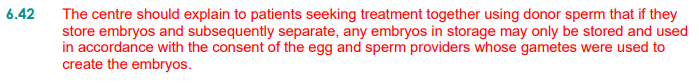 6.42 The centre should explain to patients seeking treatment together using donor sperm that if they
store embryos and subsequently separate, any embryos in storage may only be stored and used
in accordance with the consent of the egg and sperm providers whose gametes were used to
create the embryos.